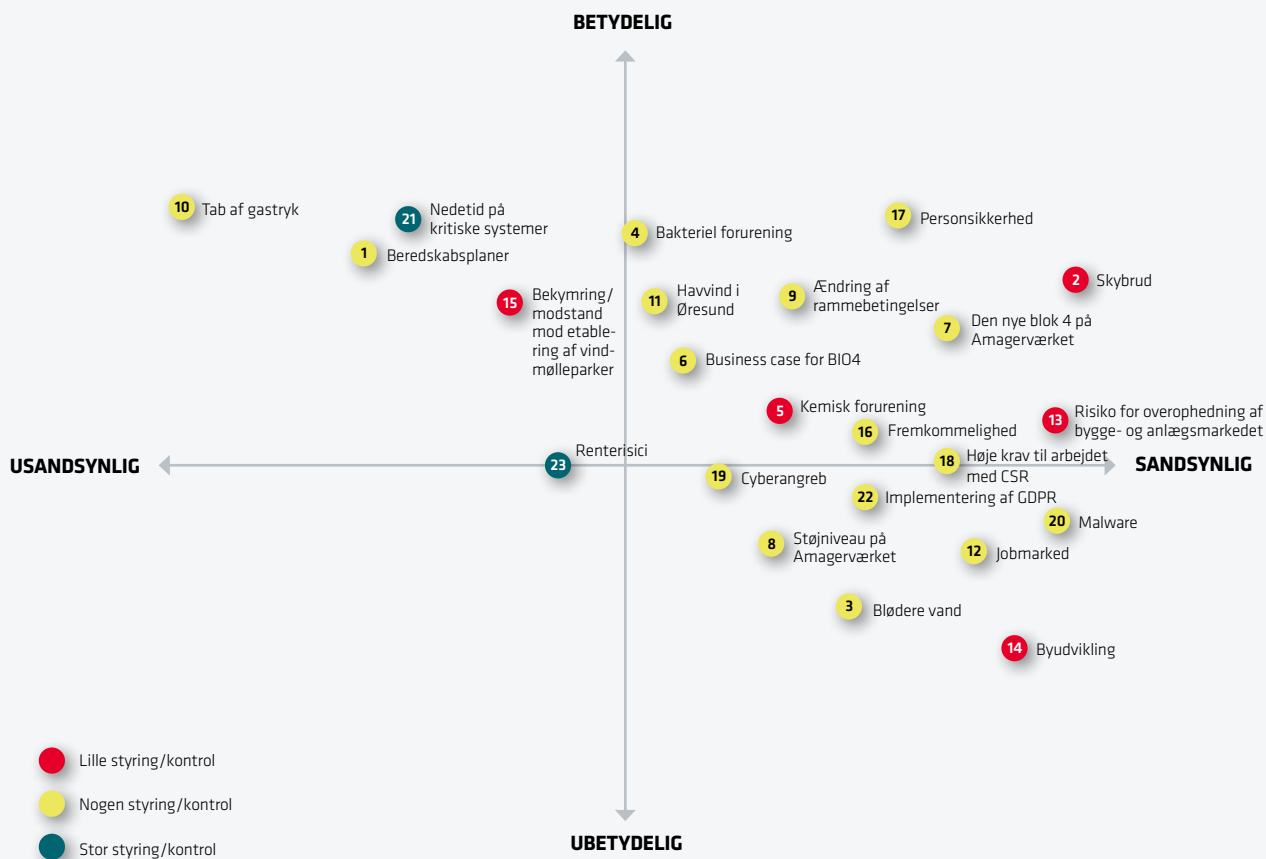 BETYDELIG
10 Tab af gastryk
21 Nedetid på
kritiske systemer
17 Personsikkerhed
4 Bakteriel forurening
1 Beredskabsplaner
2 Skybrud
15 Bekymring/
modstand
mod etable-
ring af vind-
mølleparker
11 Havvind i
Øresund
9 Ændring af
rammebetingelser
7 Den nye blok 4 på
Amagerværket
6 Business case for BIO4
5 Kemisk forurening
13 Risiko for overophedning af
bygge- og anlægsmarkedet
16 Fremkommelighed
USANDSYNLIG
23 Renterisici
18 Høje krav til arbejdet
med CSR
SANDSYNLIG
19 Cyberangreb
22 Implementering af GDPR
20 Malware
8 Støjniveau på
Amagerværket
12 Jobmarked
3 Blødere vand
14 Byudvikling
Lille styring/kontrol
Nogen styring/kontrol
Stor styring/kontrol
UBETYDELIG